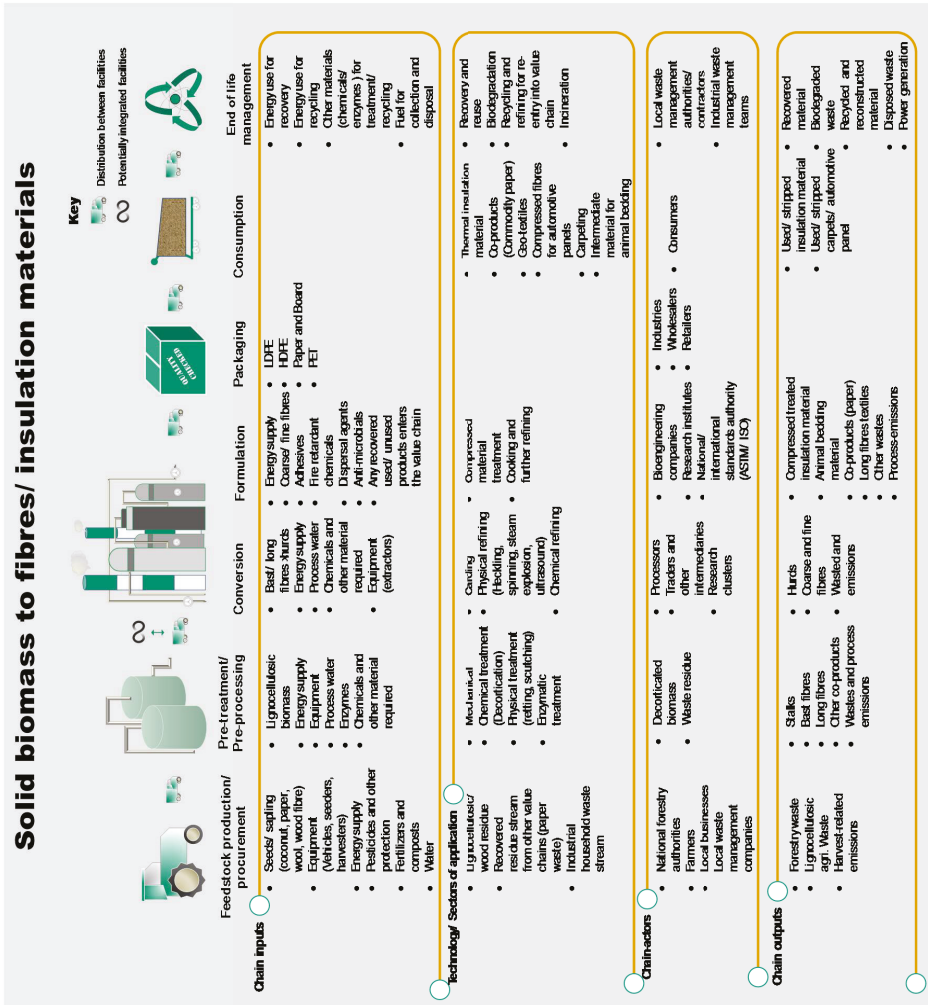 Solid biomass to fibres/ insulation materials
Key
Distribution between facilities
Potentially integrated facilities
QUALITY
CHECKED
Feedstock production/
procurement
Pre-treatment/
Pre-processing
Conversion
Formulation
Packaging
Consumption
End of life
management
Chain inputs
• Seeds/ sapling
(coconut, paper,
wool, wood fibre)
• Equipment
(Vehicles, seeders,
harvesters)
• Energy supply
• Pesticides and other
protection
• Fertilizers and
composts
• Water
• Lignocellulosic
biomass
• Energy supply
• Equipment
• Process water
• Enzymes
• Chemicals and
other material
required
• Bast/ long
fibres
• Energy supply
• Process water
• Chemicals and
other material
required
• Equipment
(extractors)
• Energy supply
• Coarse/ fine fibres
• Adhesives
• Fire retardant
chemicals
• Dispersal agents
• Anti-microbials
• Any recovered
used/ unused
products enters
the value chain
• LDPE
• HDPE
• Paper and Board
• PET
• Energy use for
recovery
• Energy use for
recycling
• Other materials
(chemicals/
enzymes ) for
treatment/
recycling
• Fuel for
collection and
disposal
Technology/ Sectors of application
• Lignocellulosic/
wood residue
• Recovered
residue stream
from other value
chains (paper
waste)
• Industrial
household waste
stream
• Mechanical
• Chemical treatment
(Decortication)
• Physical treatment
(retting, scutching)
• Enzymatic
treatment
• Carding
• Physical refining
(Heckling,
spinning, steam
explosion,
ultrasound)
• Chemical refining
• Compressed
material
treatment
• Cooking and
further refining
• Thermal insulation
material
• Co-products
(Commodity paper)
• Geo-textiles
• Compressed fibres
for automotive
panels
• Carpeting
• Intermediate
material for
animal bedding
• Recovery and
reuse
• Biodegradation
• Recycling and
refining for re-
entry into value
chain
• Incineration
Chain-actors
• National forestry
authorities
• Farmers
• Local businesses
• Local waste
management
companies
• Decorticated
biomass
• Waste residue
• Processors
• Traders and
other
intermediaries
• Research
clusters
• Bioengineering
companies
• Research institutes
• National/
international
standards authority
(ASTM/ ISO)
• Industries
• Wholesalers
• Retailers
• Consumers
• Local waste
management
authorities/
contractors
• Industrial waste
management
teams
Chain outputs
• Forestry waste
• Lignocellulosic
agri. Waste
• Harvest-related
emissions
• Stalks
• Bast fibres
• Long fibres
• Other co-products
• Wastes and process
emissions
• Hurds
• Coarse and fine
fibres
• Wasted and
emissions
• Compressed treated
insulation material
• Animal bedding
material
• Co-products (paper)
• Long fibres textiles
• Other wastes
• Process-emissions
• Used/ stripped
insulation material
• Used/ stripped
carpets/ automotive
panel
• Recovered
material
• Biodegraded
waste
• Recycled and
reconstructed
material
• Disposed waste
• Power generation